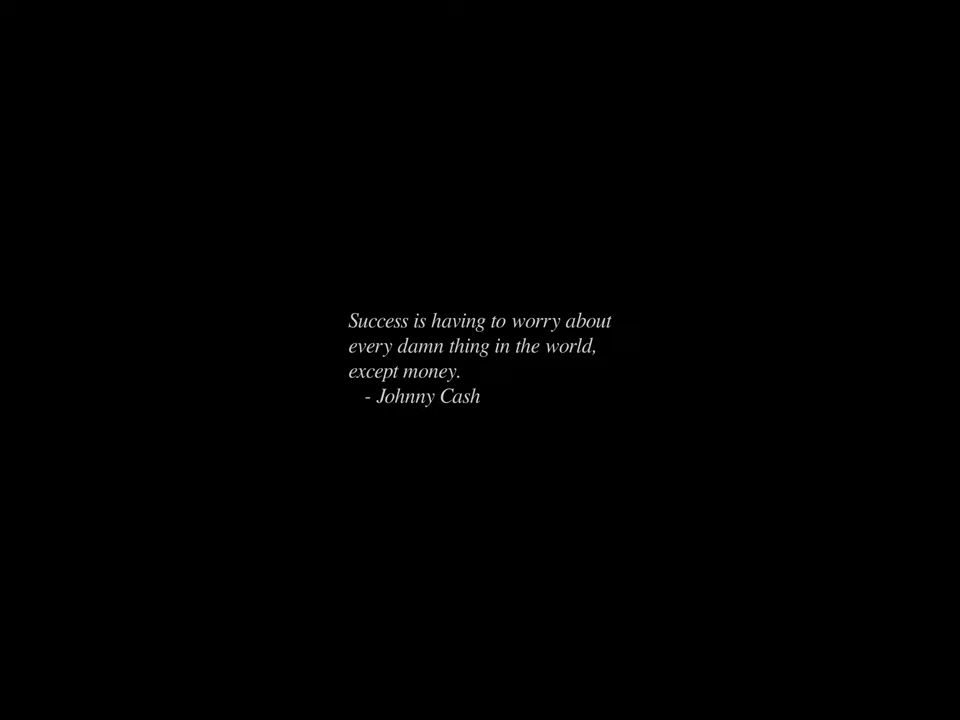 Success is having to worry about
every damn thing in the world,
except money.
- Johnny Cash